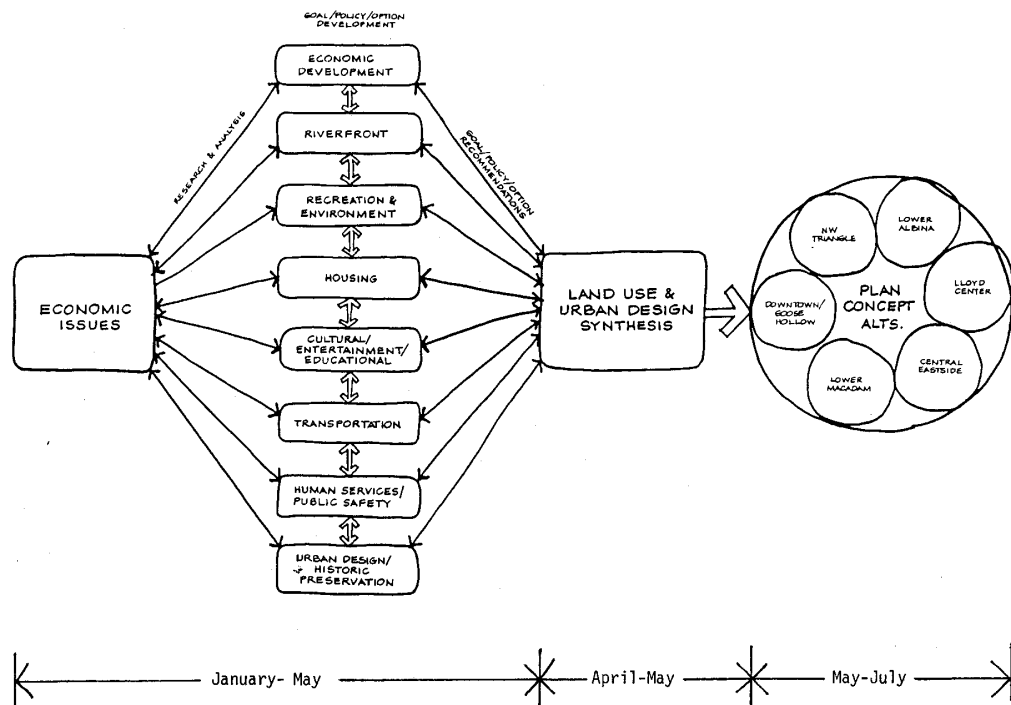 GOAL/POLICY/OPTION
DEVELOPMENT
ECONOMIC
DEVELOPMENT
RIVERFRONT
RECREATION &
ENVIRONMENT
HOUSING
CULTURAL/
ENTERTAINMENT/
EDUCATIONAL
TRANSPORTATION
HUMAN SERVICES/
PUBLIC SAFETY
URBAN DESIGN/
HISTORIC
PRESERVATION
RESEARCH & ANALYSIS
GOAL/POLICY/OPTION
RECOMMENDATIONS
ECONOMIC
ISSUES
LAND USE &
URBAN DESIGN
SYNTHESIS
NW
TRIANGLE
LOWER
ALBINA
LLOYD
CENTER
CENTRAL
EASTSIDE
LOWER
MACADAM
DOWNTOWN/
GOOSE
HOLLOW
PLAN
CONCEPT
ALTS.
January- May
April-May
May-July